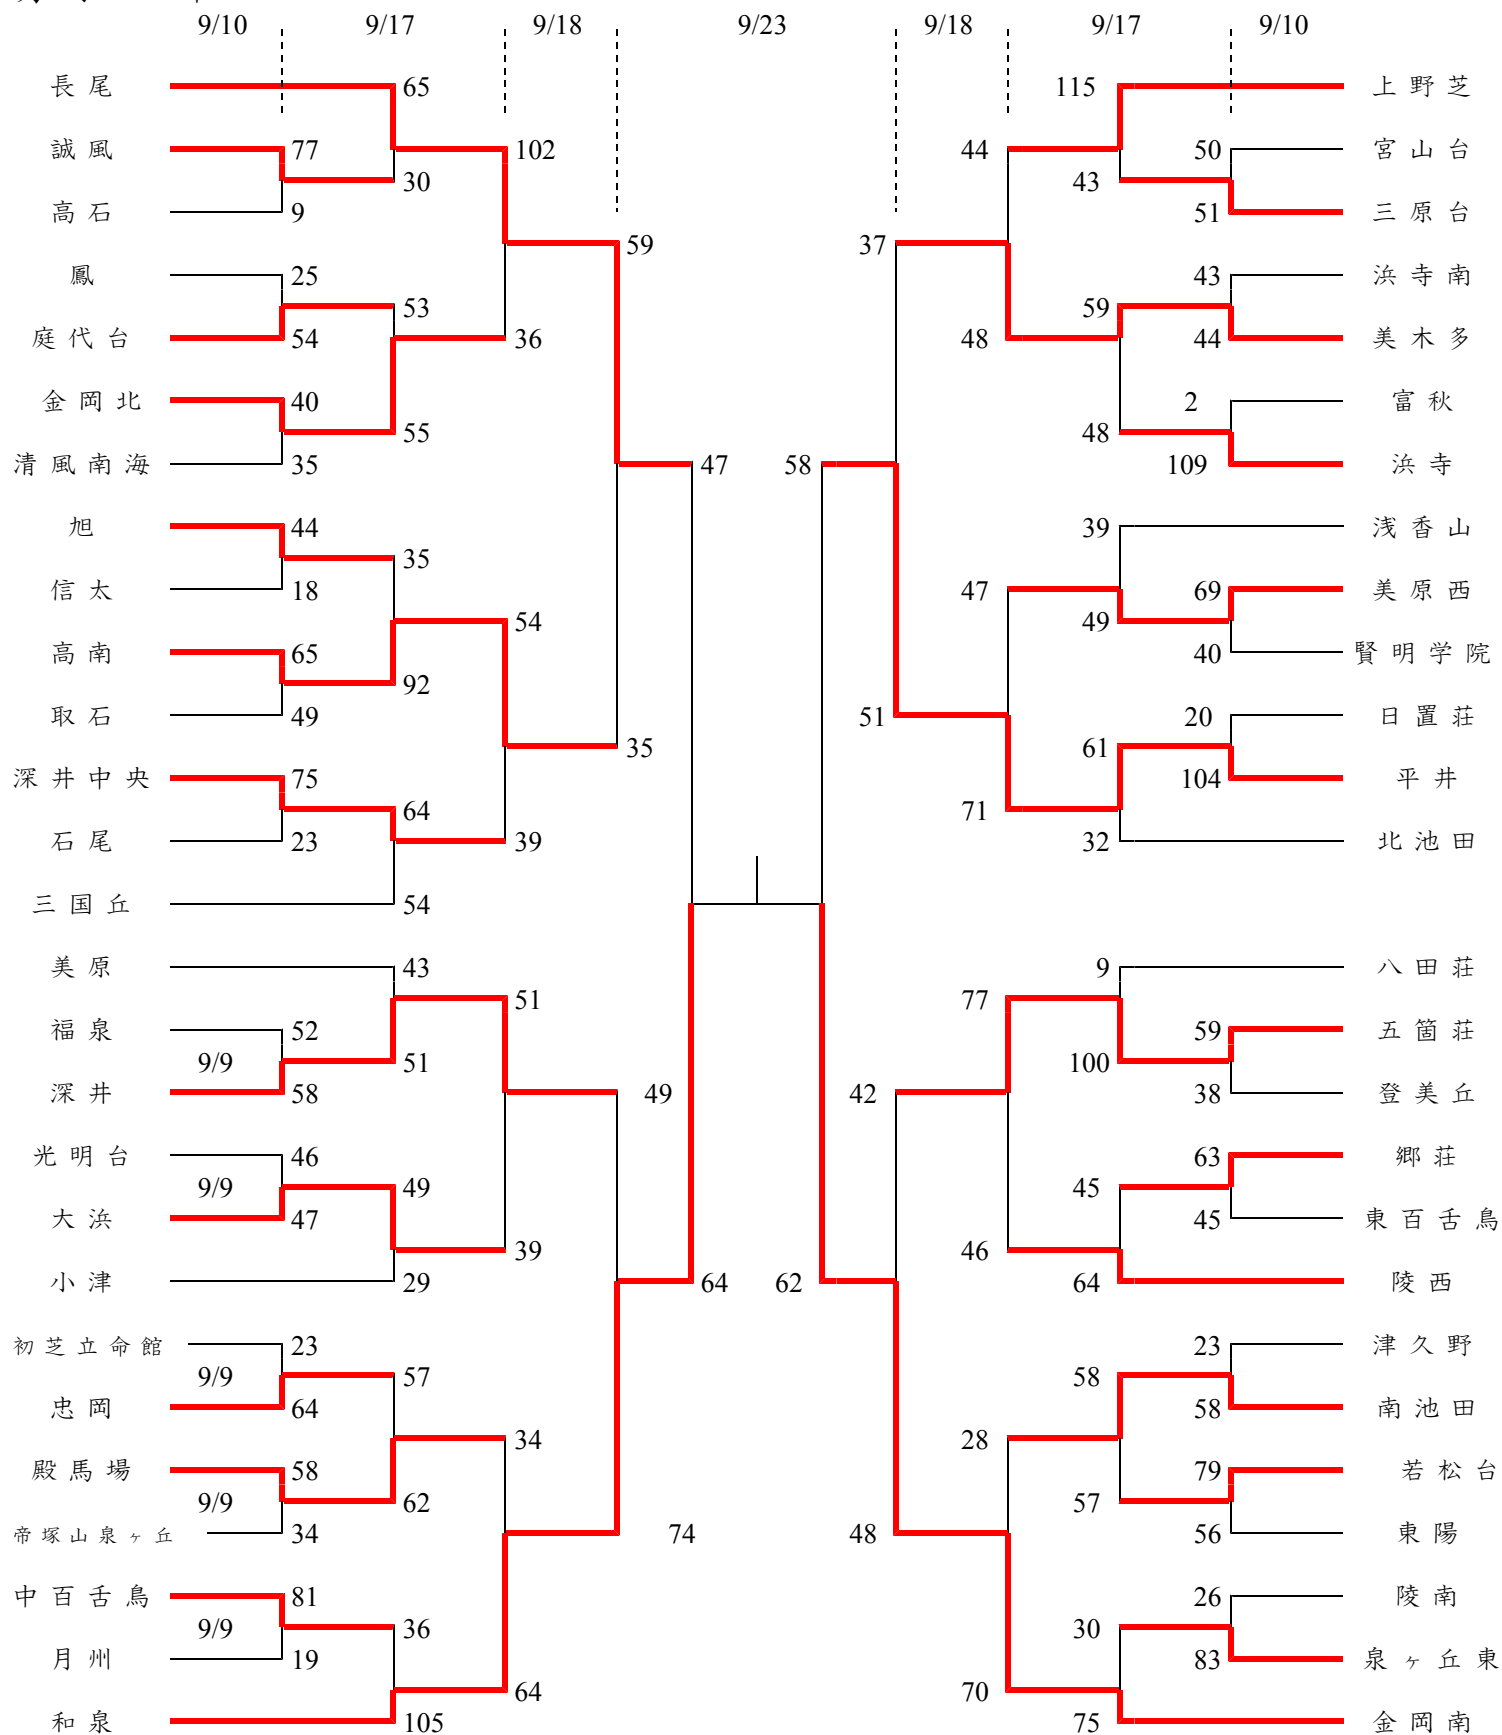 9/10 9/17 9/18 9/23 9/18 9/17 9/10
長尾 65 115 上野芝
誠風 77 102 44 50 宮山台
30 43
高石 9 51 三原台
59 37
鳳 25 43 浜寺南
53 59
庭代台 54 36 48 44 美木多
金岡北 40 2 富秋
55 48
清風南海 35 47 58 109 浜寺
旭 44 39 浅香山
35
信太 18 47 69 美原西
54 49
高南 65 40 賢明学院
92
取石 49 51 20 日置荘
35 61
深井中央 75 104 平井
64 71
石尾 23 39 32 北池田
三国丘 54
美原 43 9 八田荘
51 77
福泉 52 59 五箇荘
9/9 51 100
深井 58 49 42 38 登美丘
光明台 46 63 郷荘
9/9 49 45
大浜 47 45 東百舌鳥
39 46
小津 29 64 62 64 陵西
初芝立命館 23 23 津久野
9/9 57 58
忠岡 64 58 南池田
34 28
殿馬場 58 79 若松台
9/9 62 57
帝塚山泉ヶ丘 34 74 48 56 東陽
中百舌鳥 81 26 陵南
9/9 36 30
月州 19 83 泉ヶ丘東
64 70
和泉 105 75 金岡南